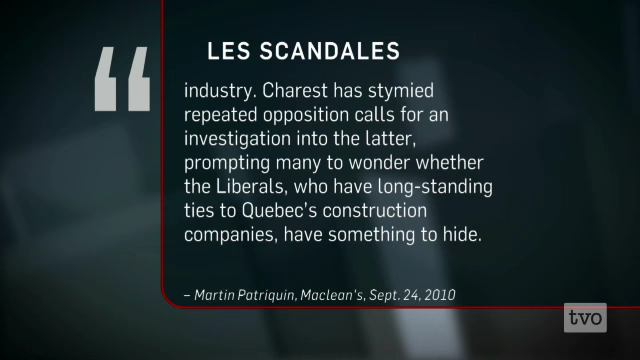 “
LES SCANDALES
industry. Charest has stymied
repeated opposition calls for an
investigation into the latter,
prompting many to wonder whether
the Liberals, who have long-standing
ties to Quebec's construction
companies, have something to hide.
– Martin Patriquin, Maclean's, Sept. 24, 2010
tvo